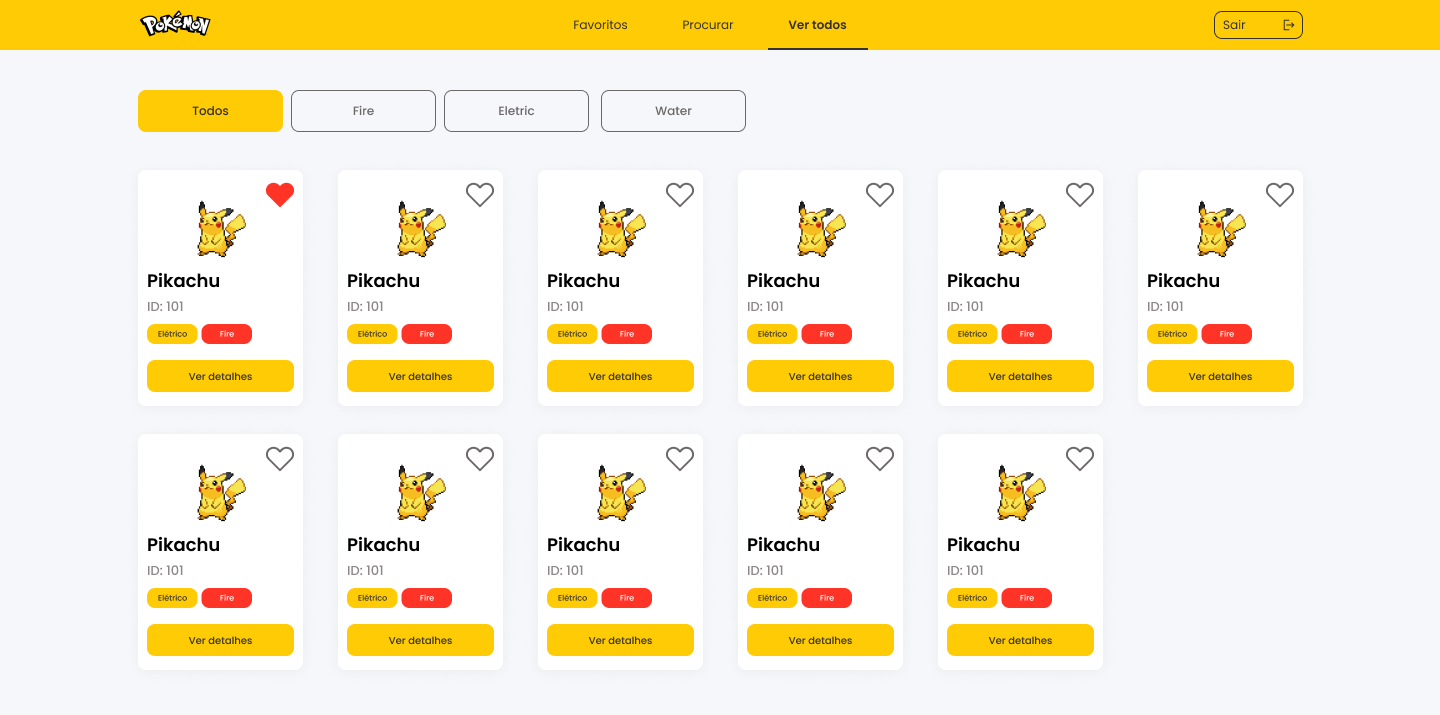 POKÉMON Favoritos Procurar Ver todos Sair
Todos Fire Eletric Water
Pikachu Pikachu Pikachu Pikachu Pikachu Pikachu
ID: 101 ID: 101 ID: 101 ID: 101 ID: 101 ID: 101
Elétrico Fire Elétrico Fire Elétrico Fire Elétrico Fire Elétrico Fire Elétrico Fire
Ver detalhes Ver detalhes Ver detalhes Ver detalhes Ver detalhes Ver detalhes
Pikachu Pikachu Pikachu Pikachu Pikachu
ID: 101 ID: 101 ID: 101 ID: 101 ID: 101
Elétrico Fire Elétrico Fire Elétrico Fire Elétrico Fire Elétrico Fire
Ver detalhes Ver detalhes Ver detalhes Ver detalhes Ver detalhes